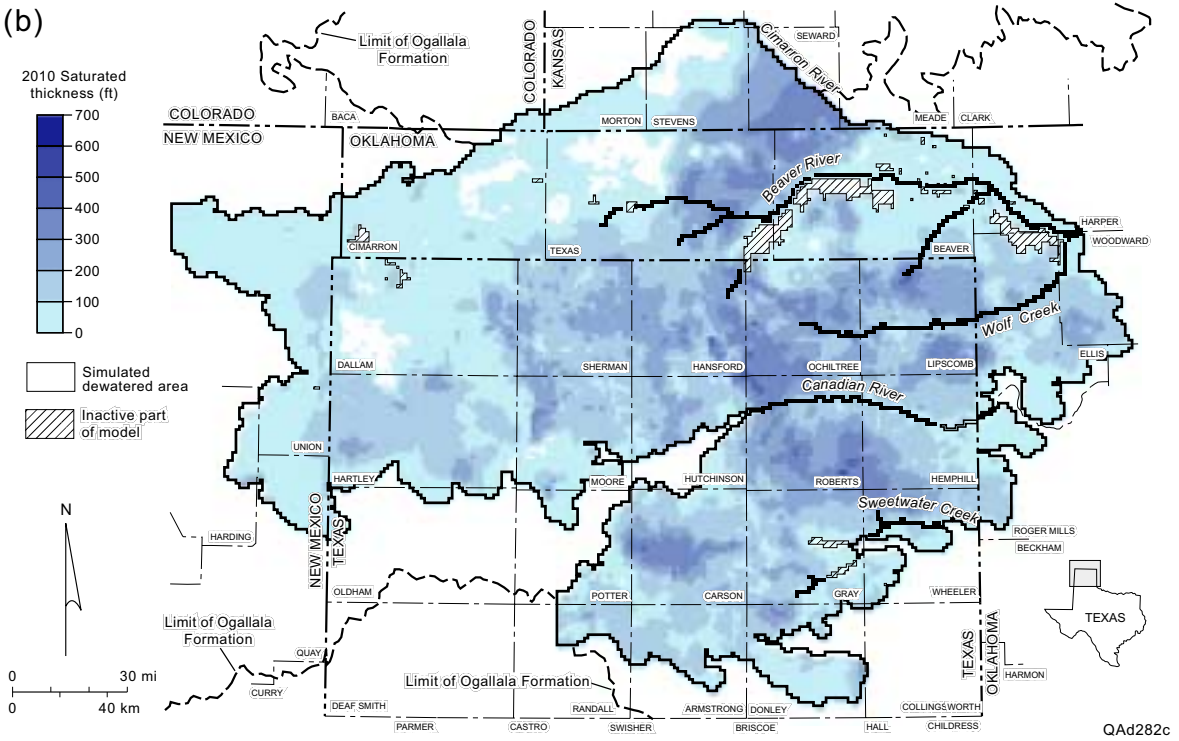 (b)
Limit of Ogallala
Formation
COLORADO
KANSAS
SEWARD
Cimarron River
2010 Saturated
thickness (ft)
700
600
500
400
300
200
100
0
COLORADO
NEW MEXICO
BACA
OKLAHOMA
MORTON
STEVENS
MEADE
CLARK
Beaver River
CIMARRON
TEXAS
BEAVER
HARPER
WOODWARD
Wolf Creek
ELLIS
Simulated
dewatered area
Inactive part
of model
DALLAM
SHERMAN
HANSFORD
OCHILTREE
LIPSCOMB
Canadian River
UNION
HARTLEY
MOORE
HUTCHINSON
ROBERTS
HEMPHILL
Sweetwater Creek
N
HARDING
NEW MEXICO
TEXAS
ROGER MILLS
BECKHAM
OLDHAM
POTTER
CARSON
GRAY
WHEELER
TEXAS
Limit of Ogallala
Formation
QUAY
TEXAS
OKLAHOMA
HARMON
0 30 mi
0 40 km
CURRY
Limit of Ogallala Formation
DEAF SMITH
RANDALL
ARMSTRONG
DONLEY
COLLINGSWORTH
PARMER
CASTRO
SWISHER
BRISCOE
HALL
CHILDRESS
QAd282c